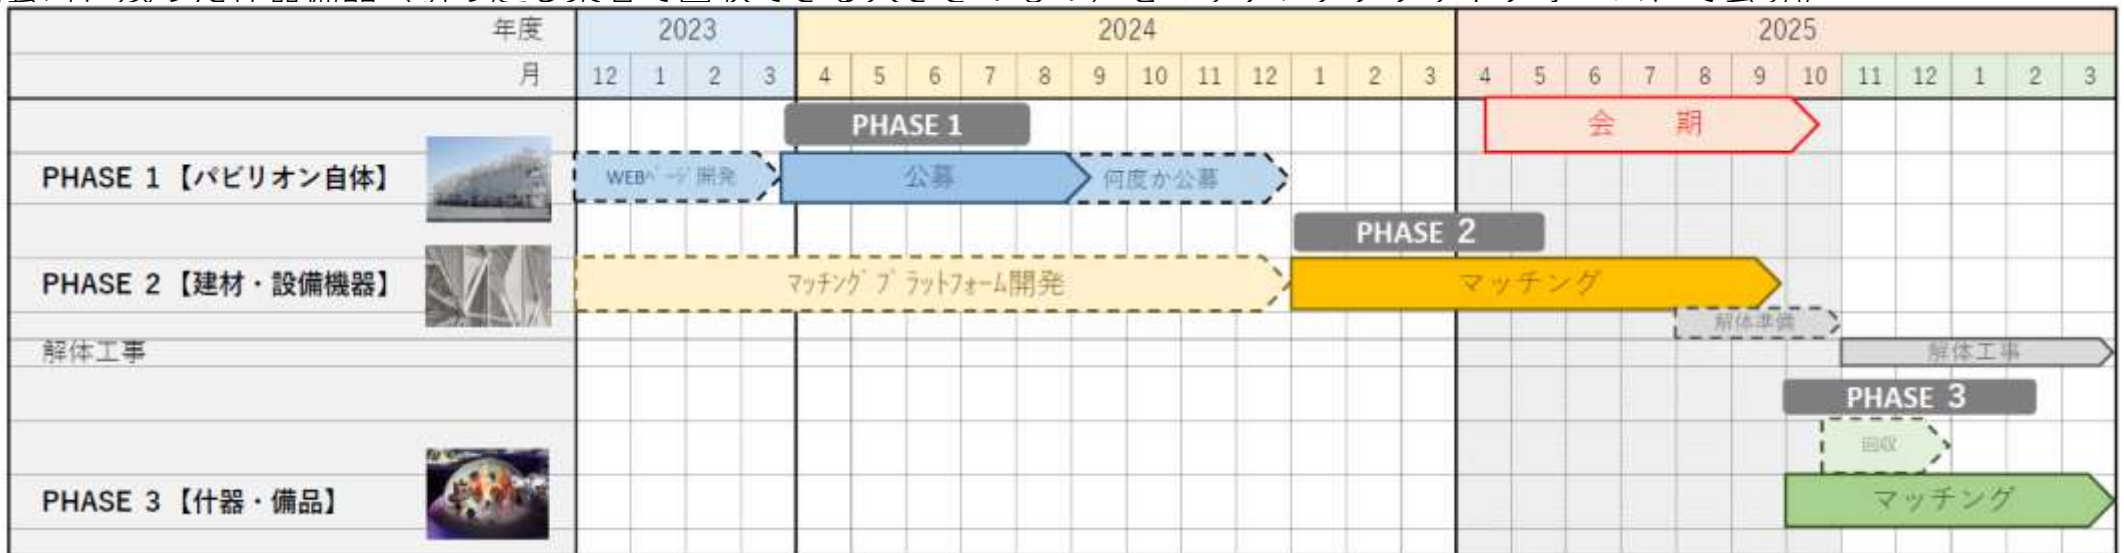 年度 2023 2024 2025
月 12 1 2 3 4 5 6 7 8 9 10 11 12 1 2 3 4 5 6 7 8 9 10 11 12 1 2 3
PHASE 1 会 期
PHASE 1【パビリオン自体】 WEBページ開発 公募 何度か公募
PHASE 2
PHASE 2【建材・設備機器】 マッチングプラットフォーム開発 マッチング
解体準備
解体工事 解体工事
PHASE 3
回収
PHASE 3【什器・備品】 マッチング